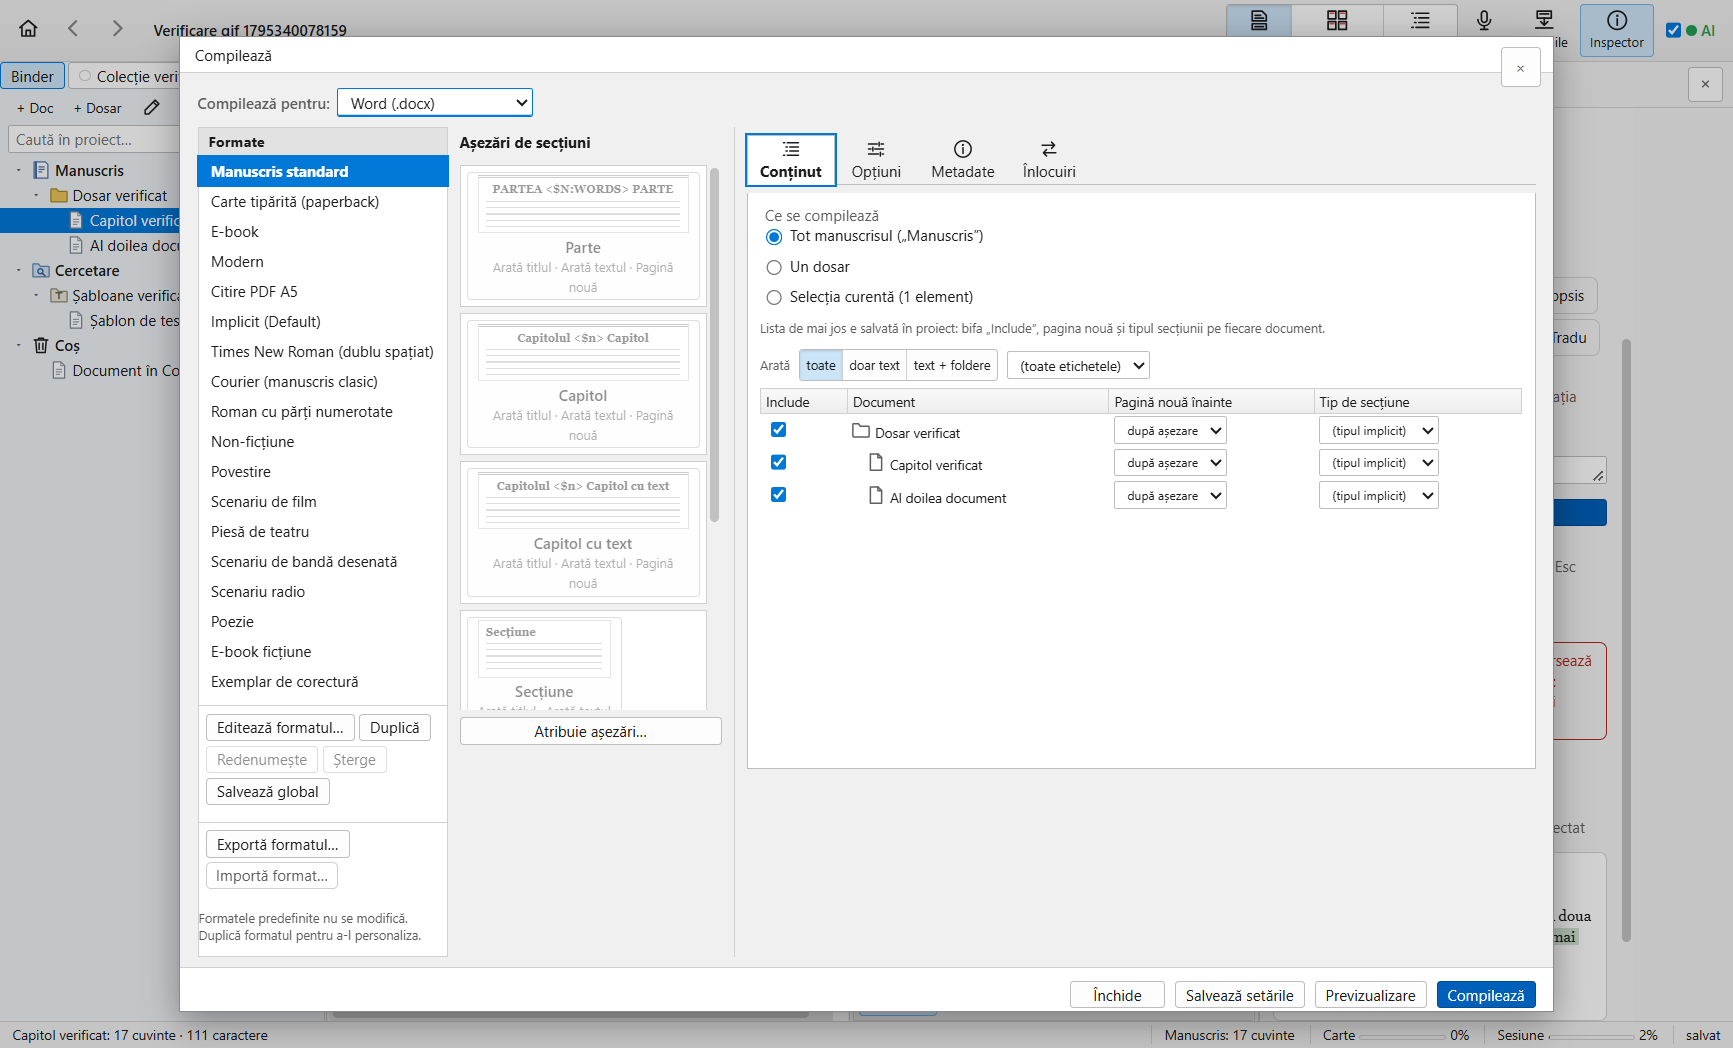 Verificare gif 1795340078159
Inspector
AI
Binder
Colecție veri
+ Doc
+ Dosar
Caută în proiect...
Manuscris
Dosar verificat
Capitol verific
Al doilea docu
Cercetare
Șabloane verifica
Șablon de tes
Coș
Document în Co
Compilează
×
Compilează pentru:
Word (.docx)
Formate
Manuscris standard
Carte tipărită (paperback)
E-book
Modern
Citire PDF A5
Implicit (Default)
Times New Roman (dublu spațiat)
Courier (manuscris clasic)
Roman cu părți numerotate
Non-ficțiune
Povestire
Scenariu de film
Piesă de teatru
Scenariu de bandă desenată
Scenariu radio
Poezie
E-book ficțiune
Exemplar de corectură
Editează formatul...
Duplică
Redenumește
Șterge
Salvează global
Exportă formatul...
Importă format...
Formatele predefinite nu se modifică.
Duplică formatul pentru a-l personaliza.
Așezări de secțiuni
PARTEA <$N:WORDS> PARTE
Parte
Arată titlul · Arată textul · Pagină
nouă
Capitolul <$n> Capitol
Capitol
Arată titlul · Arată textul · Pagină
nouă
Capitolul <$n> Capitol cu text
Capitol cu text
Arată titlul · Arată textul · Pagină
nouă
Secțiune
Secțiune
Arată titlul · Arată textul
Atribuie așezări...
Conținut
Opțiuni
Metadate
Înlocuiri
Ce se compilează
Tot manuscrisul („Manuscris”)
Un dosar
Selecția curentă (1 element)
Lista de mai jos e salvată în proiect: bifa „Include”, pagina nouă și tipul secțiunii pe fiecare document.
Arată
toate
doar text
text + foldere
(toate etichetele)
Include
Document
Pagină nouă înainte
Tip de secțiune
Dosar verificat
după așezare
(tipul implicit)
Capitol verificat
după așezare
(tipul implicit)
Al doilea document
după așezare
(tipul implicit)
Închide
Salvează setările
Previzualizare
Compilează
ile
×
opsis
Tradu
ația
Esc
rsează
ectat
doua
mai
Capitol verificat: 17 cuvinte · 111 caractere
Manuscris: 17 cuvinte
Carte
0%
Sesiune
2%
salvat